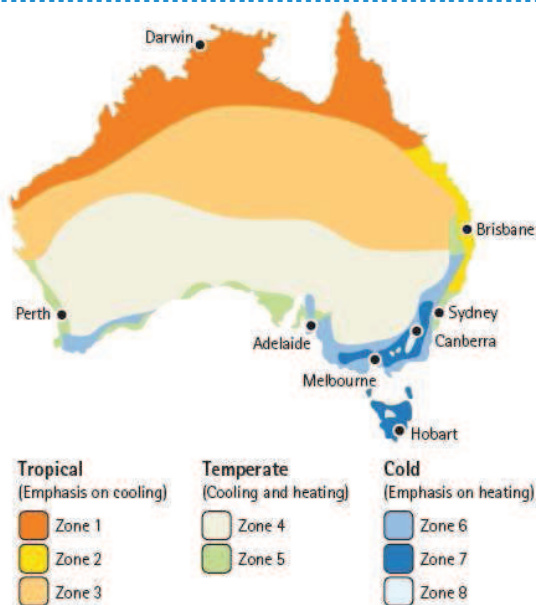 Darwin
Brisbane
Perth
Sydney
Adelaide
Canberra
Melbourne
Hobart
Tropical
(Emphasis on cooling)
Zone 1
Zone 2
Zone 3
Temperate
(Cooling and heating)
Zone 4
Zone 5
Cold
(Emphasis on heating)
Zone 6
Zone 7
Zone 8